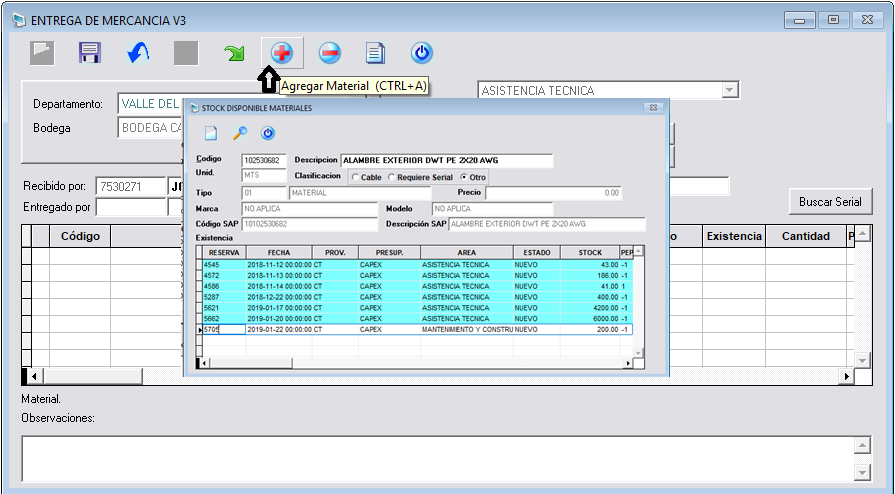 ENTREGA DE MERCANCIA V3
Agregar Material (CTRL+A)
Departamento: VALLE DEL
ASISTENCIA TECNICA
Bodega BODEGA CA
Recibido por: 7530271
Entregado por
Buscar Serial
Código Existencia Cantidad
STOCK DISPONIBLE MATERIALES
Codigo 102530682 Descripcion ALAMBRE EXTERIOR DWT PE 2X20 AWG
Unid. MTS Clasificacion Cable Requiere Serial Otro
Tipo 01 MATERIAL Precio 0.00
Marca NO APLICA Modelo NO APLICA
Código SAP 10102530682 Descripción SAP ALAMBRE EXTERIOR DWT PE 2X20 AWG
Existencia
RESERVA FECHA PROV. PRESUP. AREA ESTADO STOCK PEP
4545 2018-11-12 00:00:00 CT CAPEX ASISTENCIA TECNICA NUEVO 43.00 -1
4572 2018-11-13 00:00:00 CT CAPEX ASISTENCIA TECNICA NUEVO 186.00 -1
4586 2018-11-14 00:00:00 CT CAPEX ASISTENCIA TECNICA NUEVO 41.00 1
5287 2018-12-22 00:00:00 CT CAPEX ASISTENCIA TECNICA NUEVO 400.00 -1
5621 2019-01-17 00:00:00 CT CAPEX ASISTENCIA TECNICA NUEVO 4200.00 -1
5662 2019-01-20 00:00:00 CT CAPEX ASISTENCIA TECNICA NUEVO 6000.00 -1
5705 2019-01-22 00:00:00 CT CAPEX MANTENIMIENTO Y CONSTRU NUEVO 200.00 -1
Material.
Observaciones: